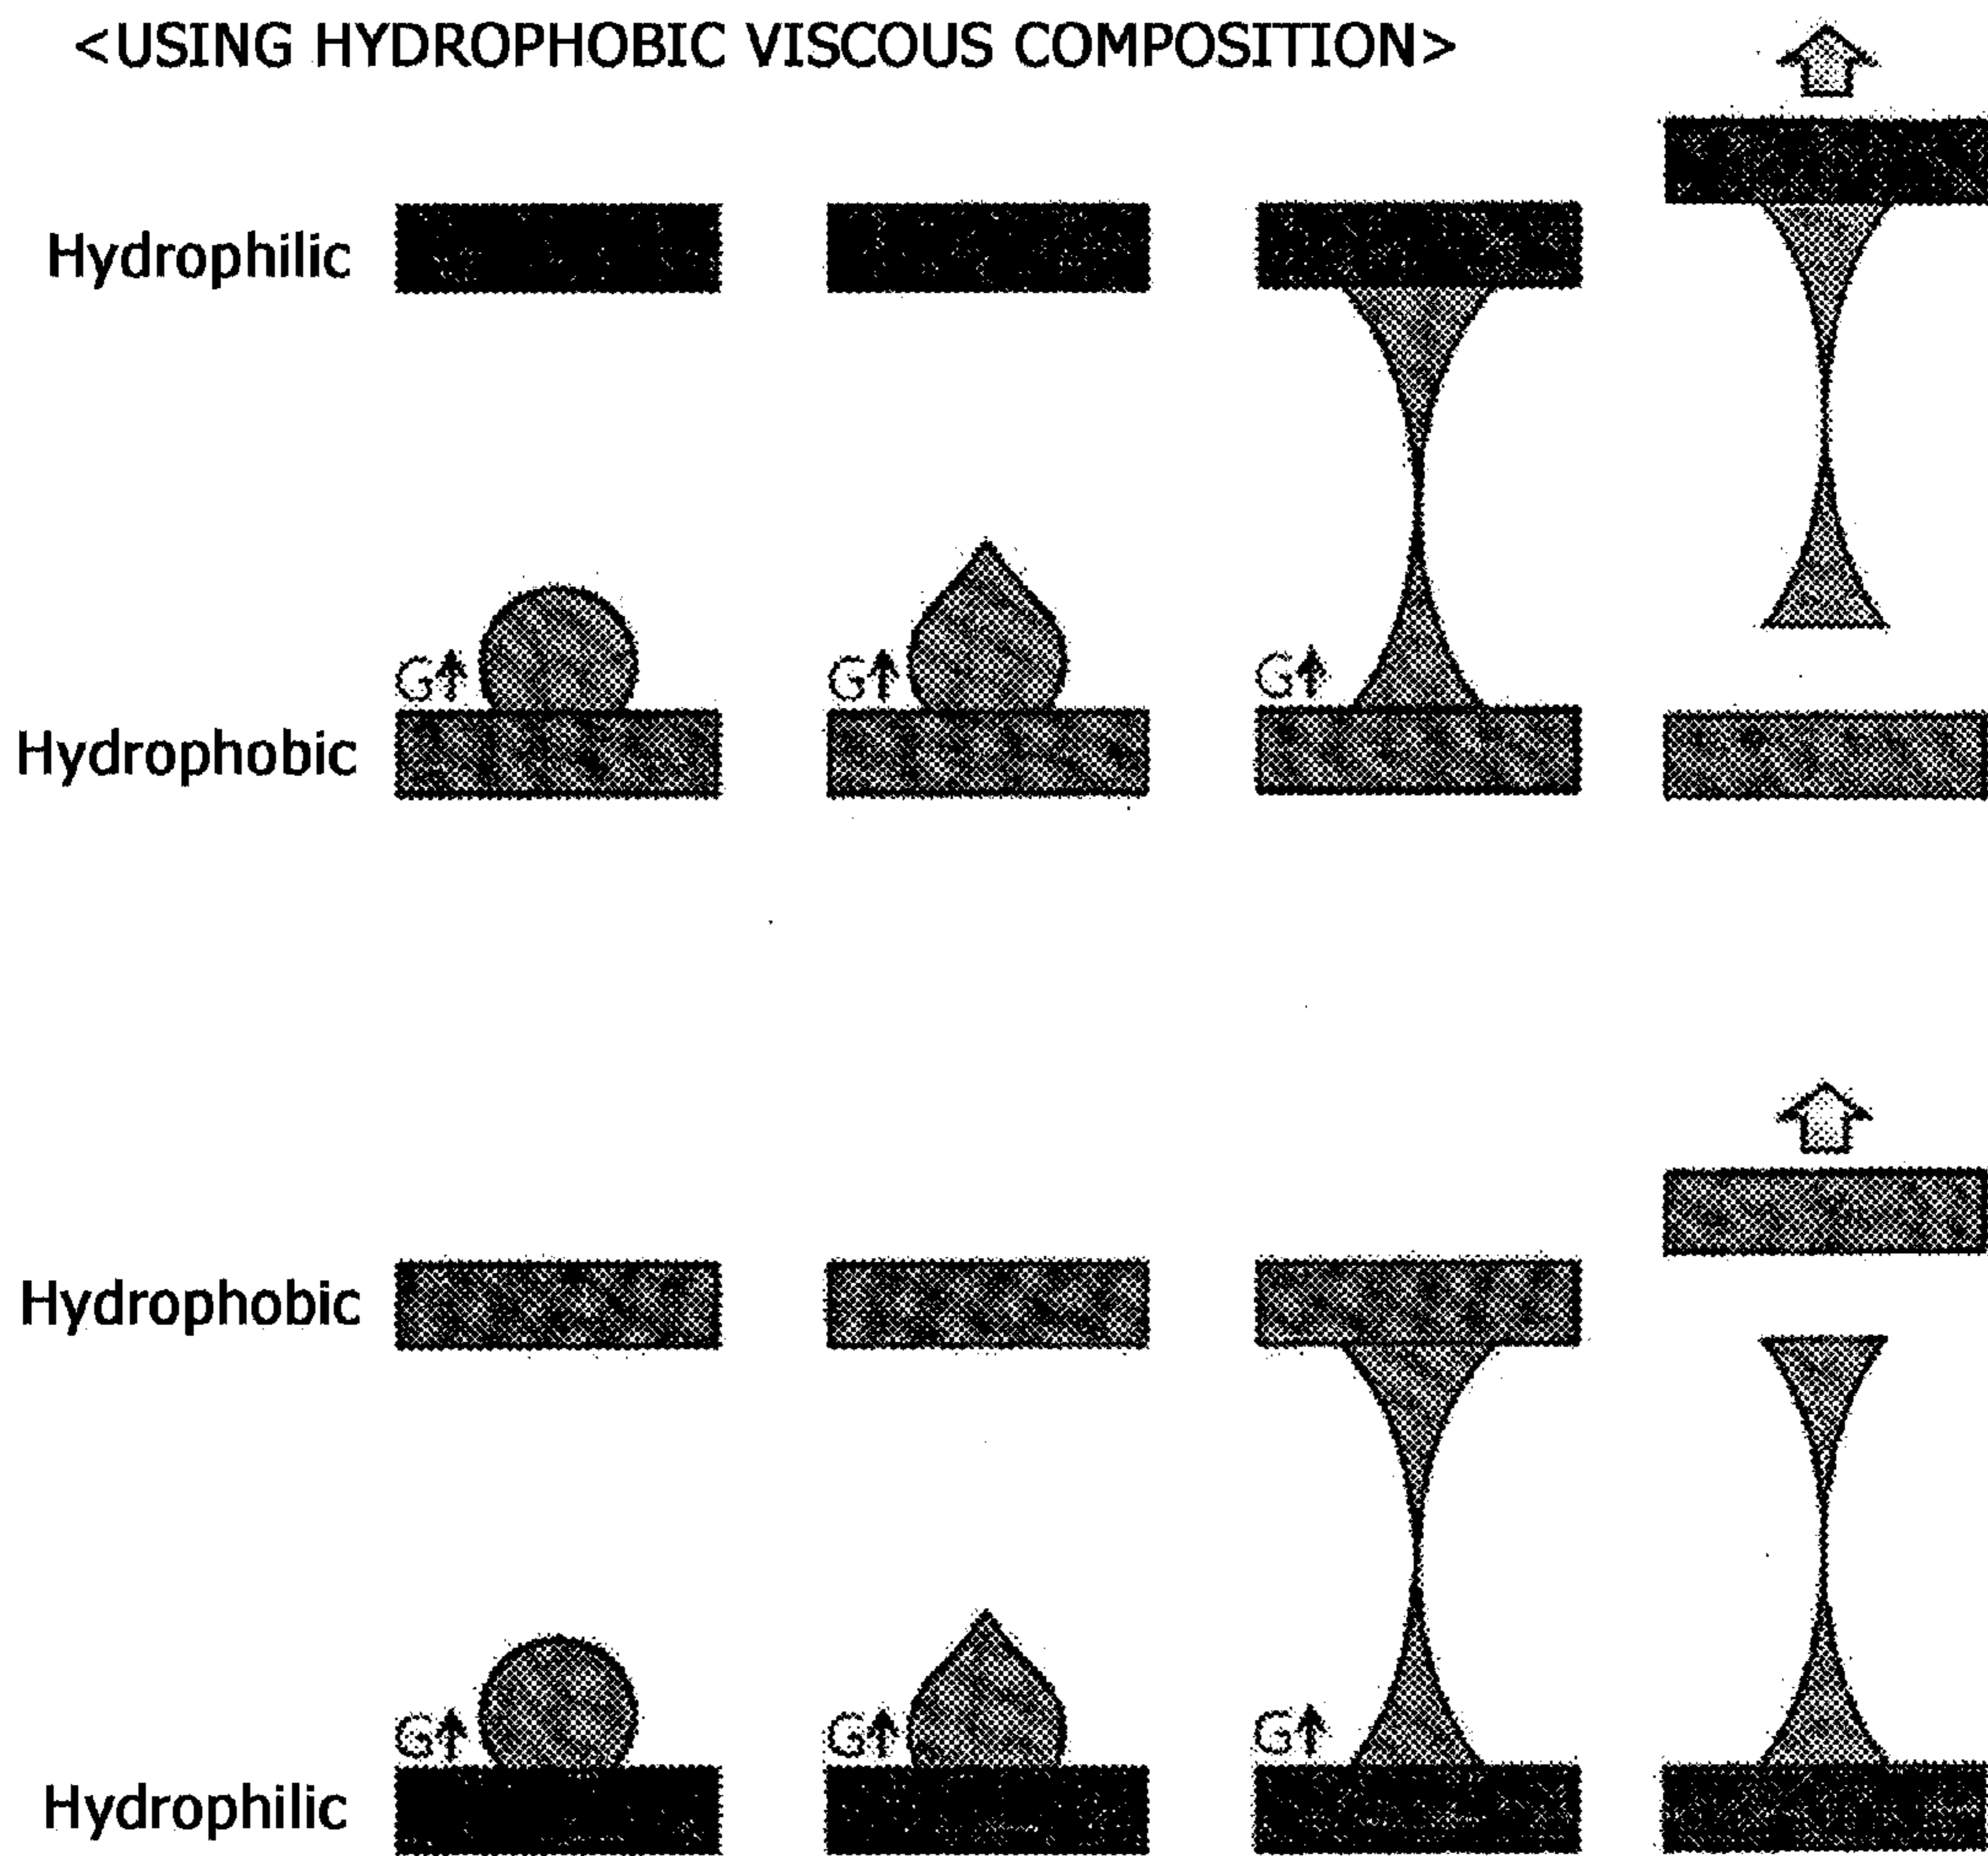 <USING HYDROPHOBIC VISCOUS COMPOSITION>
Hydrophilic
G↑ G↑ G↑
Hydrophobic
Hydrophobic
G↑ G↑ G↑
Hydrophilic